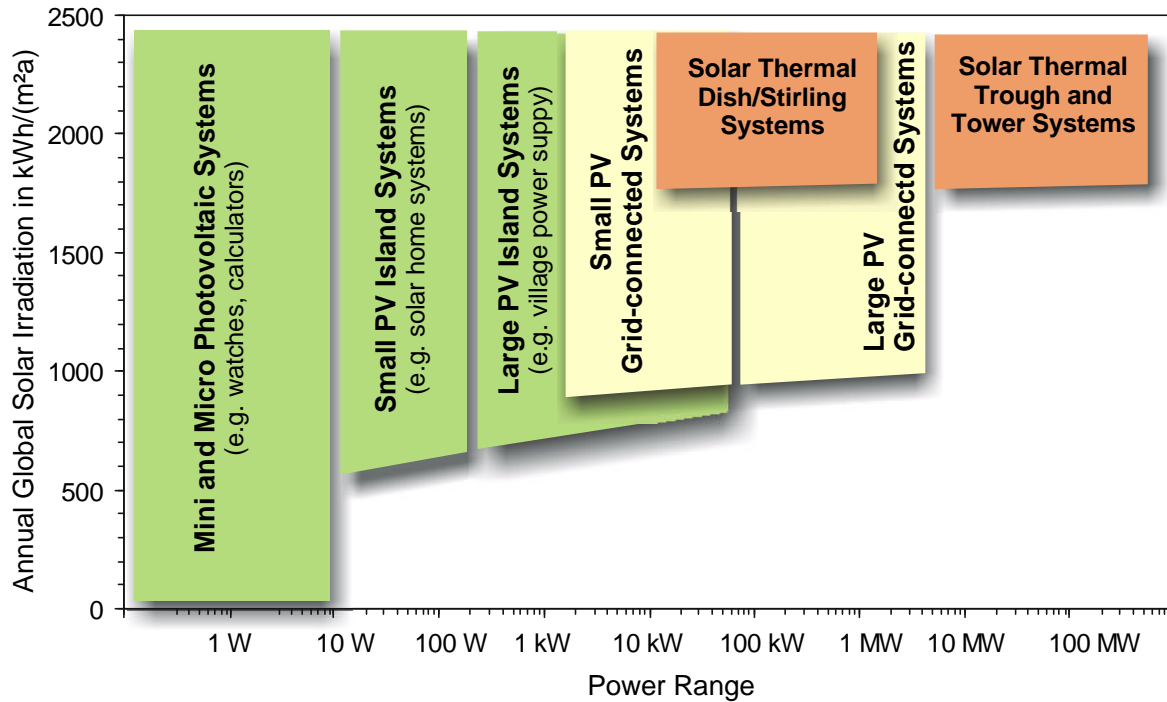 2500
2000
1500
1000
500
0
Annual Global Solar Irradiation in kWh/(m²a)
Mini and Micro Photovoltaic Systems
(e.g. watches, calculators)
Small PV Island Systems
(e.g. solar home systems)
Large PV Island Systems
(e.g. village power suppy)
Small PV
Grid-connected Systems
Solar Thermal
Dish/Stirling
Systems
Large PV
Grid-connectd Systems
Solar Thermal
Trough and
Tower Systems
1 W 10 W 100 W 1 kW 10 kW 100 kW 1 MW 10 MW 100 MW
Power Range